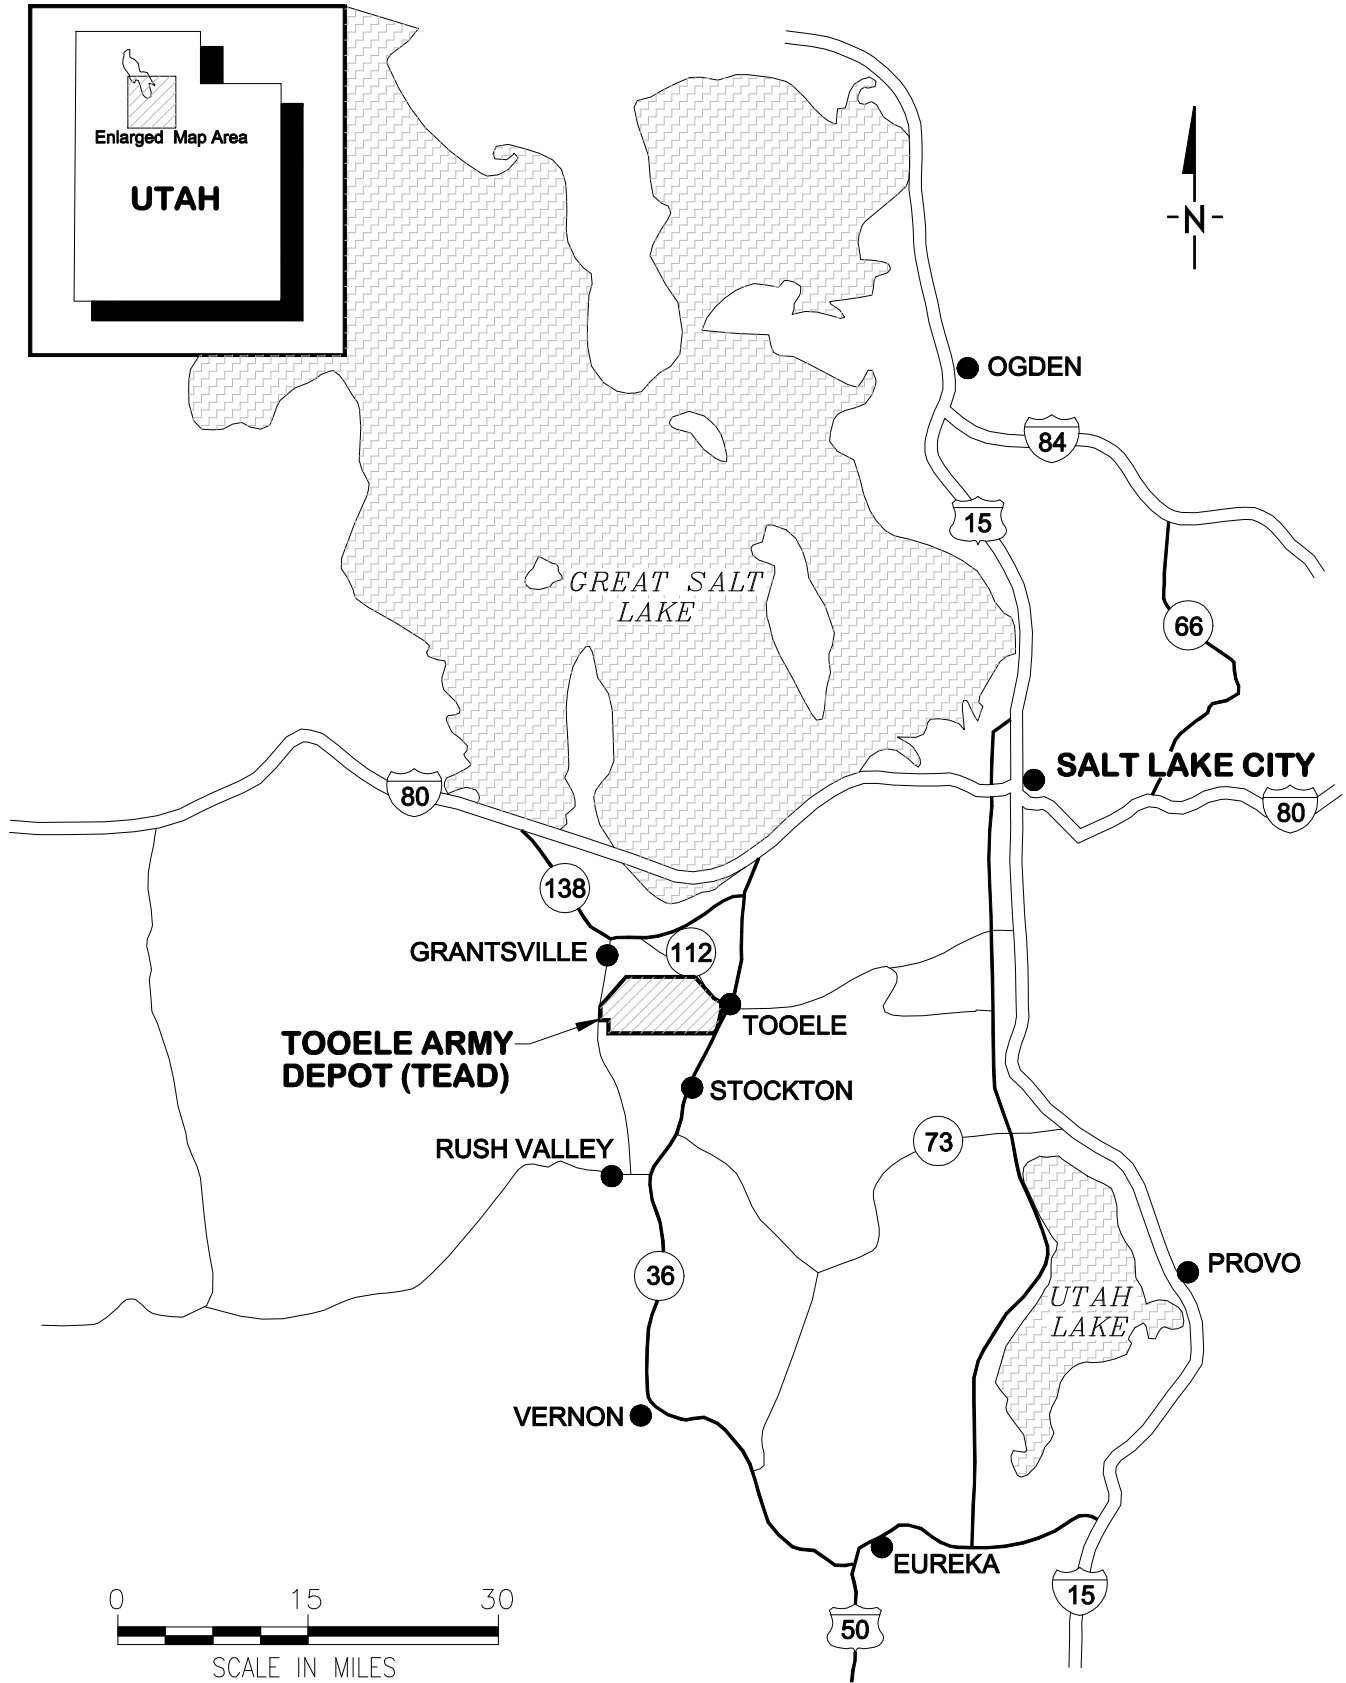 Enlarged Map Area
UTAH
N
OGDEN
84
15
GREAT SALT
LAKE
66
SALT LAKE CITY
80
80
138
GRANTSVILLE
112
TOOELE
TOOELE ARMY
DEPOT (TEAD)
STOCKTON
73
RUSH VALLEY
36
PROVO
UTAH
LAKE
VERNON
EUREKA
15
50
0 15 30
SCALE IN MILES